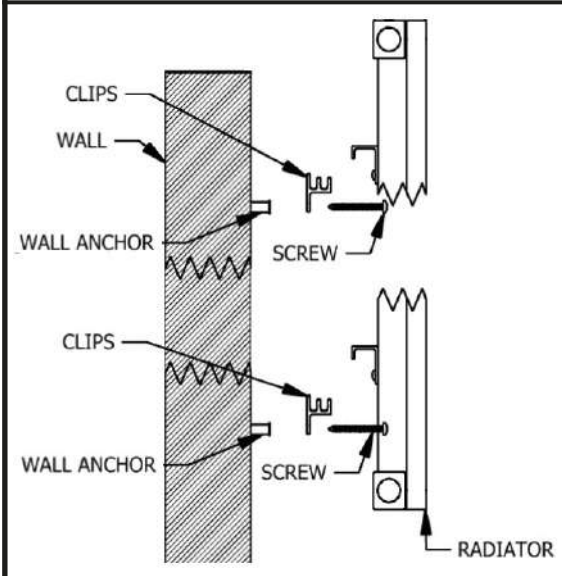 CLIPS
WALL
WALL ANCHOR
SCREW
CLIPS
WALL ANCHOR
SCREW
RADIATOR